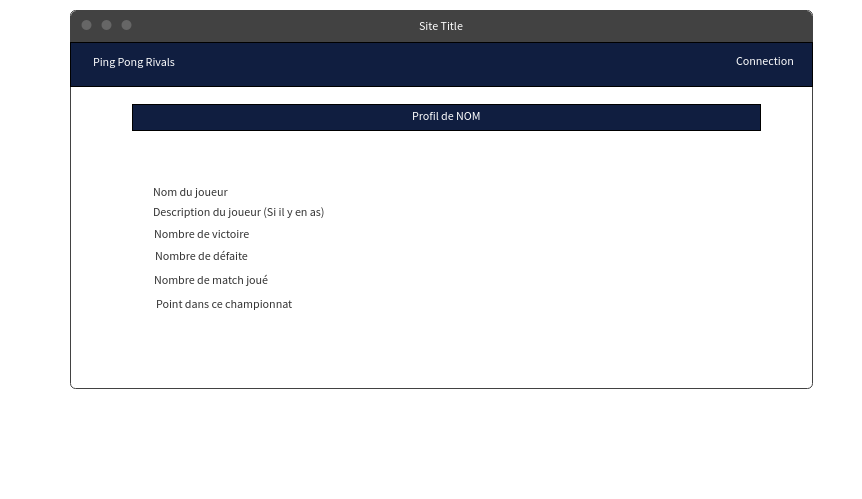 Site Title
Ping Pong Rivals
Connection
Profil de NOM
Nom du joueur
Description du joueur (Si il y en as)
Nombre de victoire
Nombre de défaite
Nombre de match joué
Point dans ce championnat